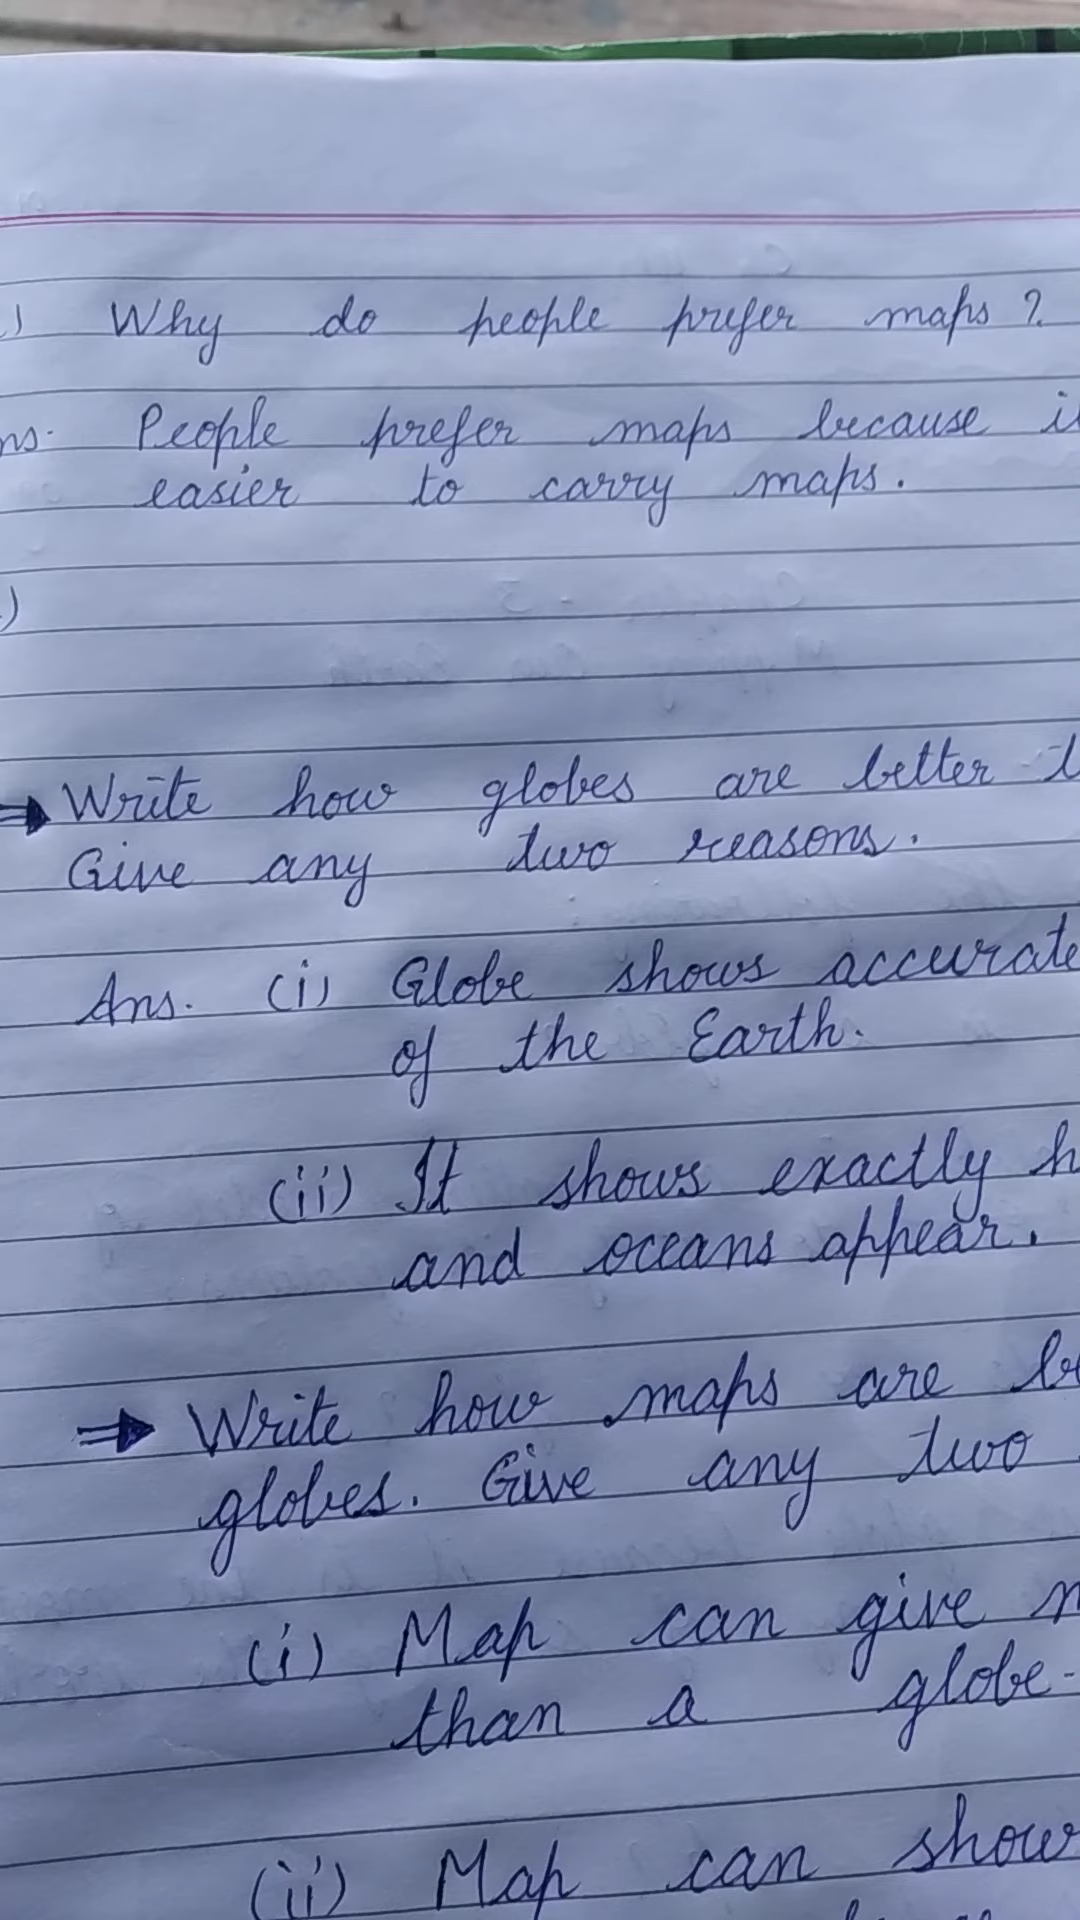 ) Why do people prefer maps ?
ns. People prefer maps because
easier to carry maps.
)
Write how globes are better
Give any two reasons.
Ans. (i) Globe shows accurate
of the Earth.
(ii) It shows exactly
and oceans appear.
Write how maps are
globes. Give any two
(i) Map can give
than a globe.
(ii) Map can show